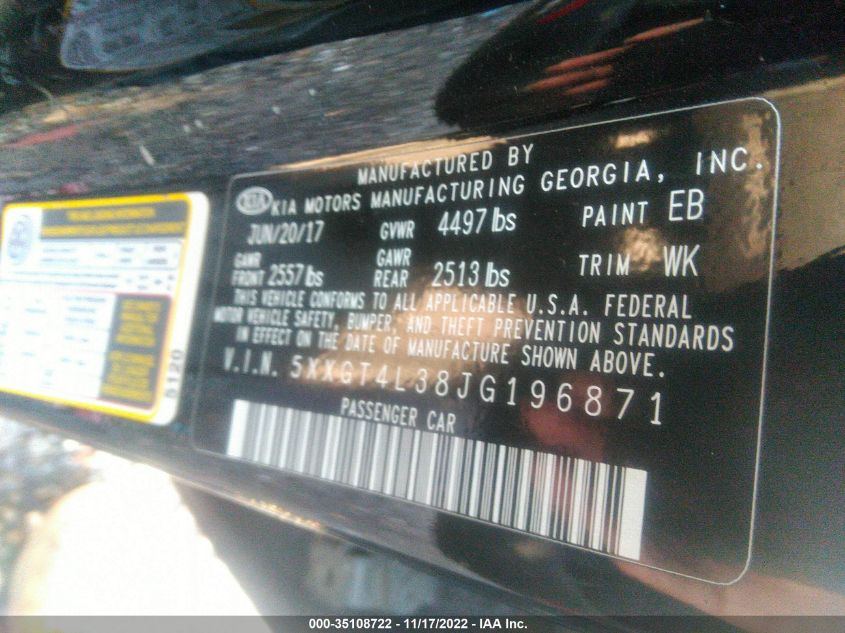 MANUFACTURED BY
KIA KIA MOTORS MANUFACTURING GEORGIA, INC.
JUN/20/17 GVWR 4497 lbs PAINT EB
GAWR FRONT 2557 lbs GAWR REAR 2513 lbs TRIM WK
THIS VEHICLE CONFORMS TO ALL APPLICABLE U.S.A. FEDERAL
MOTOR VEHICLE SAFETY, BUMPER, AND THEFT PREVENTION STANDARDS
IN EFFECT ON THE DATE OF MANUFACTURE SHOWN ABOVE.
V.I.N. 5XXGT4L38JG196871
PASSENGER CAR
5120
000-35108722 - 11/17/2022 - IAA Inc.